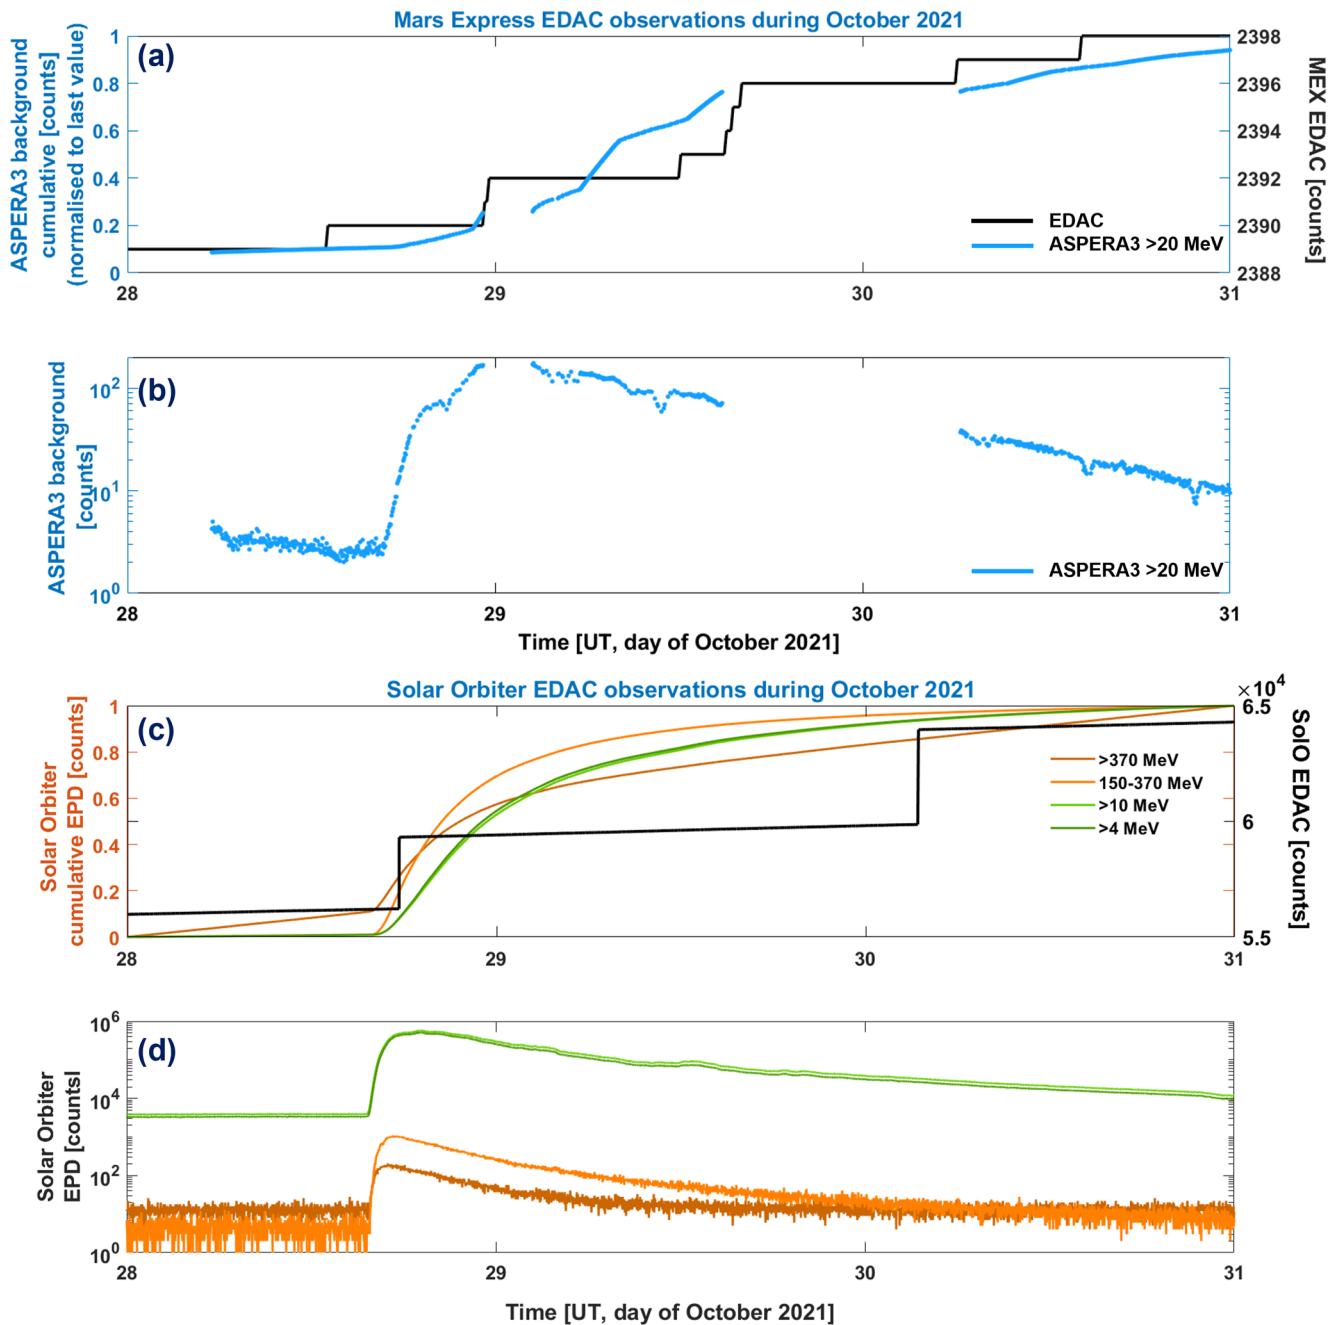 Mars Express EDAC observations during October 2021
(a)
ASPERA3 background
cumulative [counts]
(normalised to last value)
1
0.8
0.6
0.4
0.2
0
2398
2396
2394
2392
2390
2388
MEX EDAC [counts]
EDAC
ASPERA3 >20 MeV
28
29
30
31
(b)
ASPERA3 background
[counts]
10^2
10^1
10^0
ASPERA3 >20 MeV
28
29
30
31
Time [UT, day of October 2021]
Solar Orbiter EDAC observations during October 2021
×10^4
(c)
Solar Orbiter
cumulative EPD [counts]
1
0.8
0.6
0.4
0.2
0
6.5
6
5.5
SolO EDAC [counts]
>370 MeV
150-370 MeV
>10 MeV
>4 MeV
28
29
30
31
(d)
Solar Orbiter
EPD [counts]
10^6
10^4
10^2
10^0
28
29
30
31
Time [UT, day of October 2021]